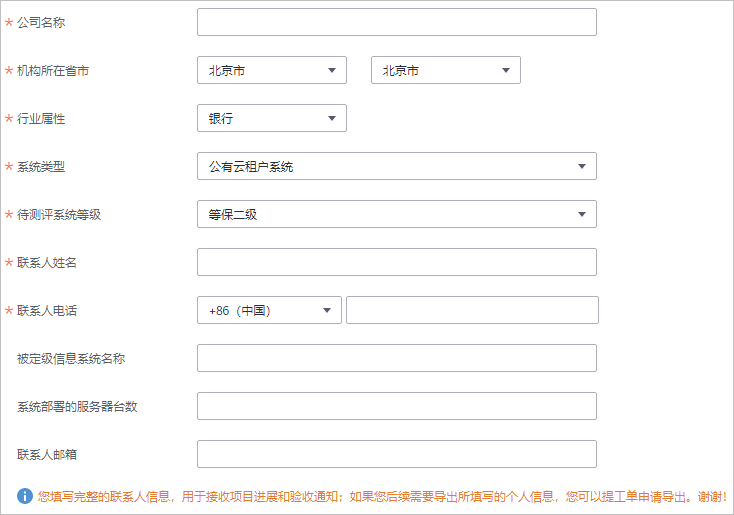 * 公司名称
* 机构所在省市 北京市 北京市
* 行业属性 银行
* 系统类型 公有云租户系统
* 待测评系统等级 等保二级
* 联系人姓名
* 联系人电话 +86（中国）
被定级信息系统名称
系统部署的服务器台数
联系人邮箱
您填写完整的联系人信息，用于接收项目进展和验收通知；如果您后续需要导出所填写的个人信息，您可以提工单申请导出。谢谢！